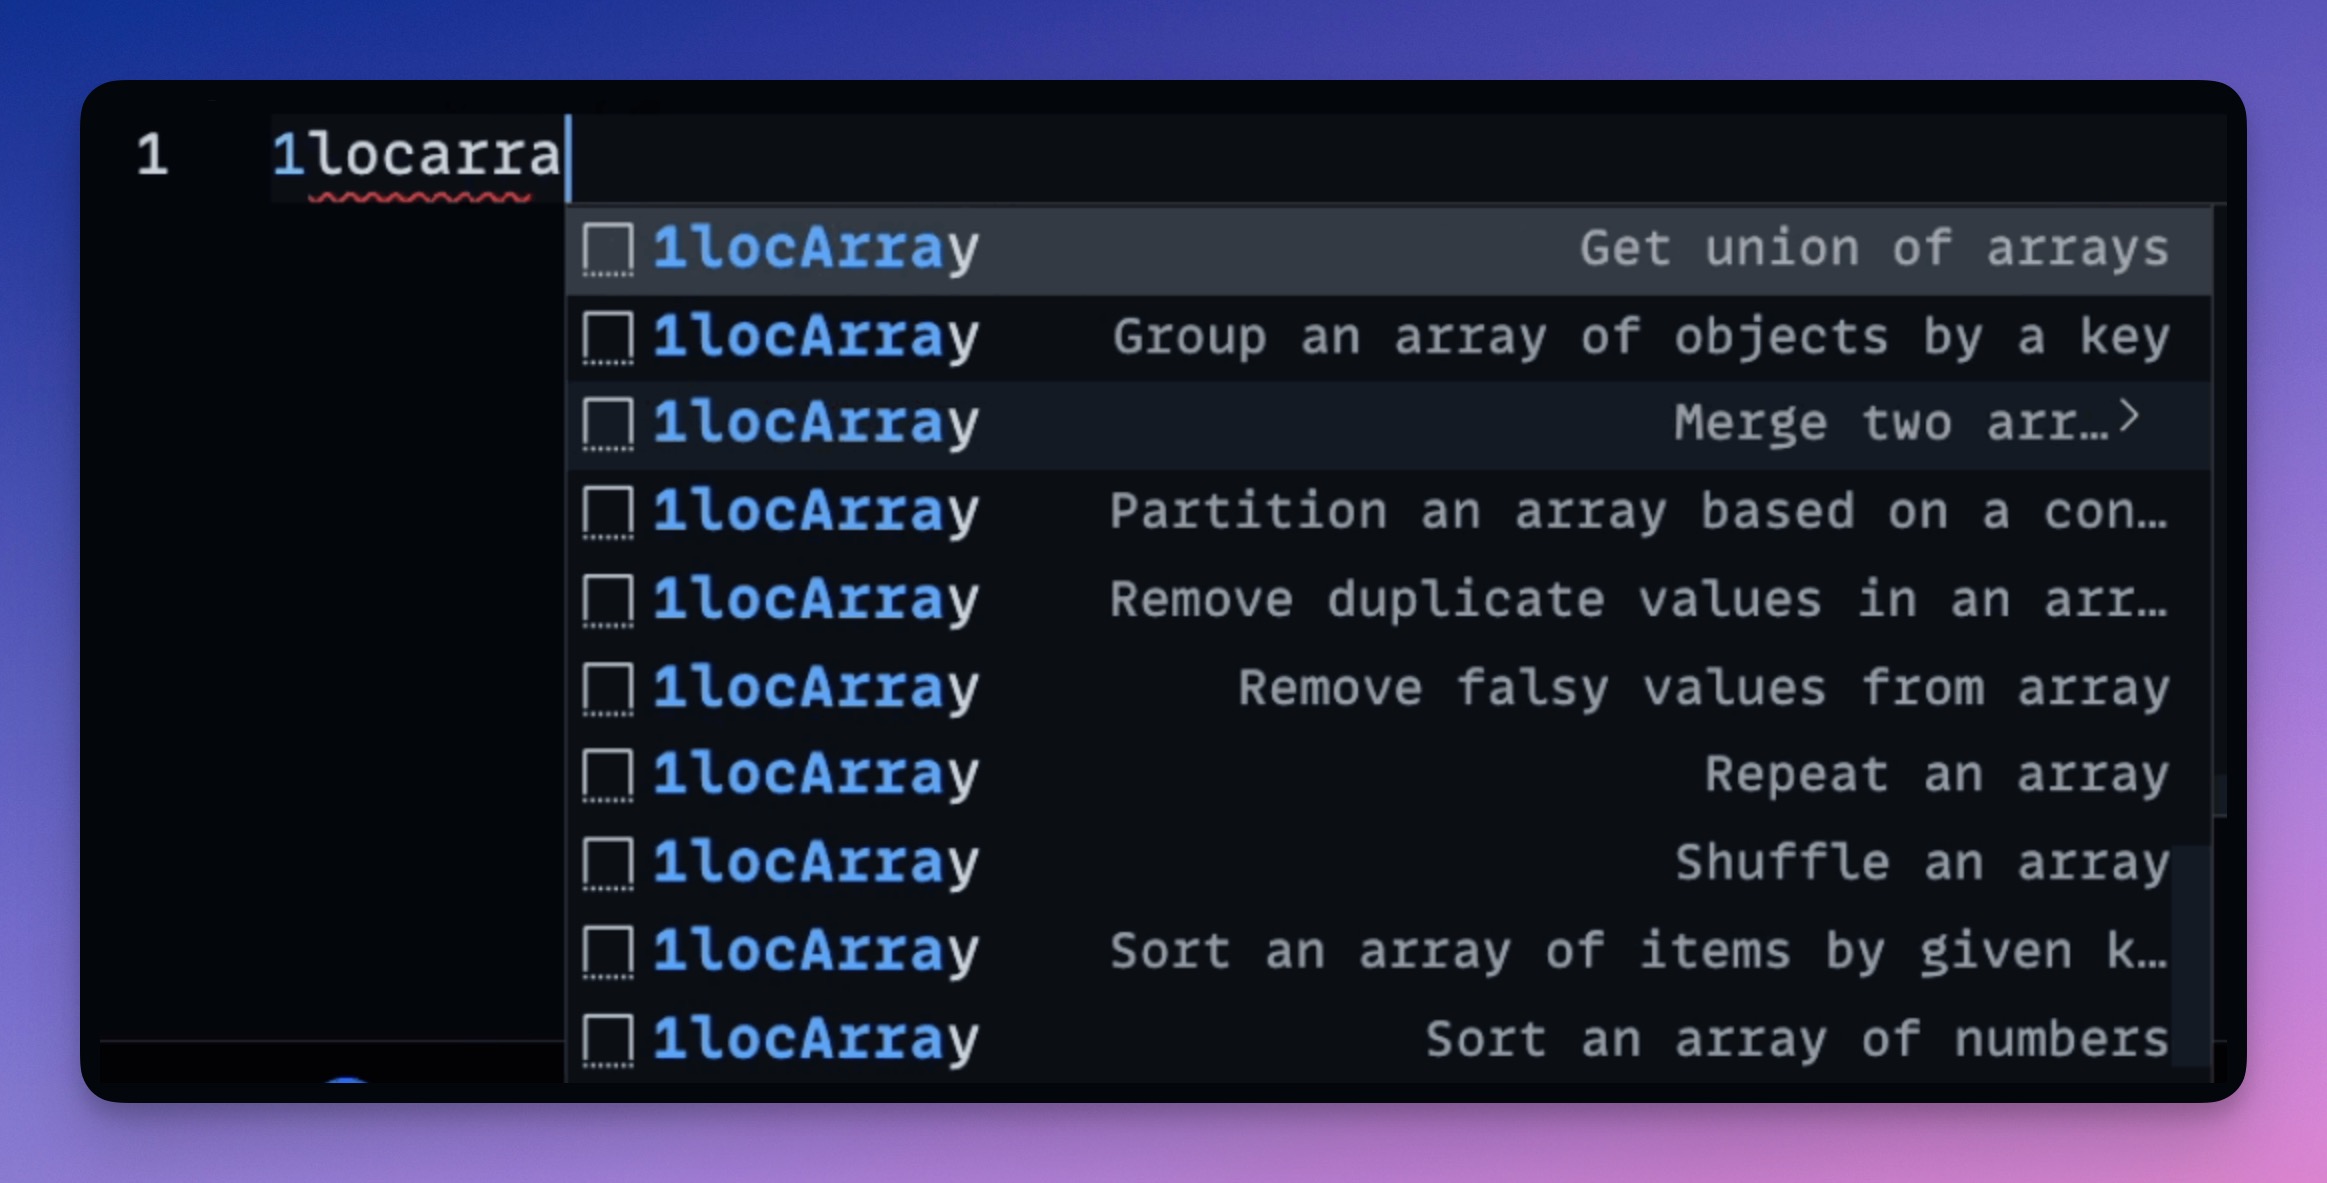 1 1locarra
1locArray Get union of arrays
1locArray Group an array of objects by a key
1locArray Merge two arr…>
1locArray Partition an array based on a con…
1locArray Remove duplicate values in an arr…
1locArray Remove falsy values from array
1locArray Repeat an array
1locArray Shuffle an array
1locArray Sort an array of items by given k…
1locArray Sort an array of numbers